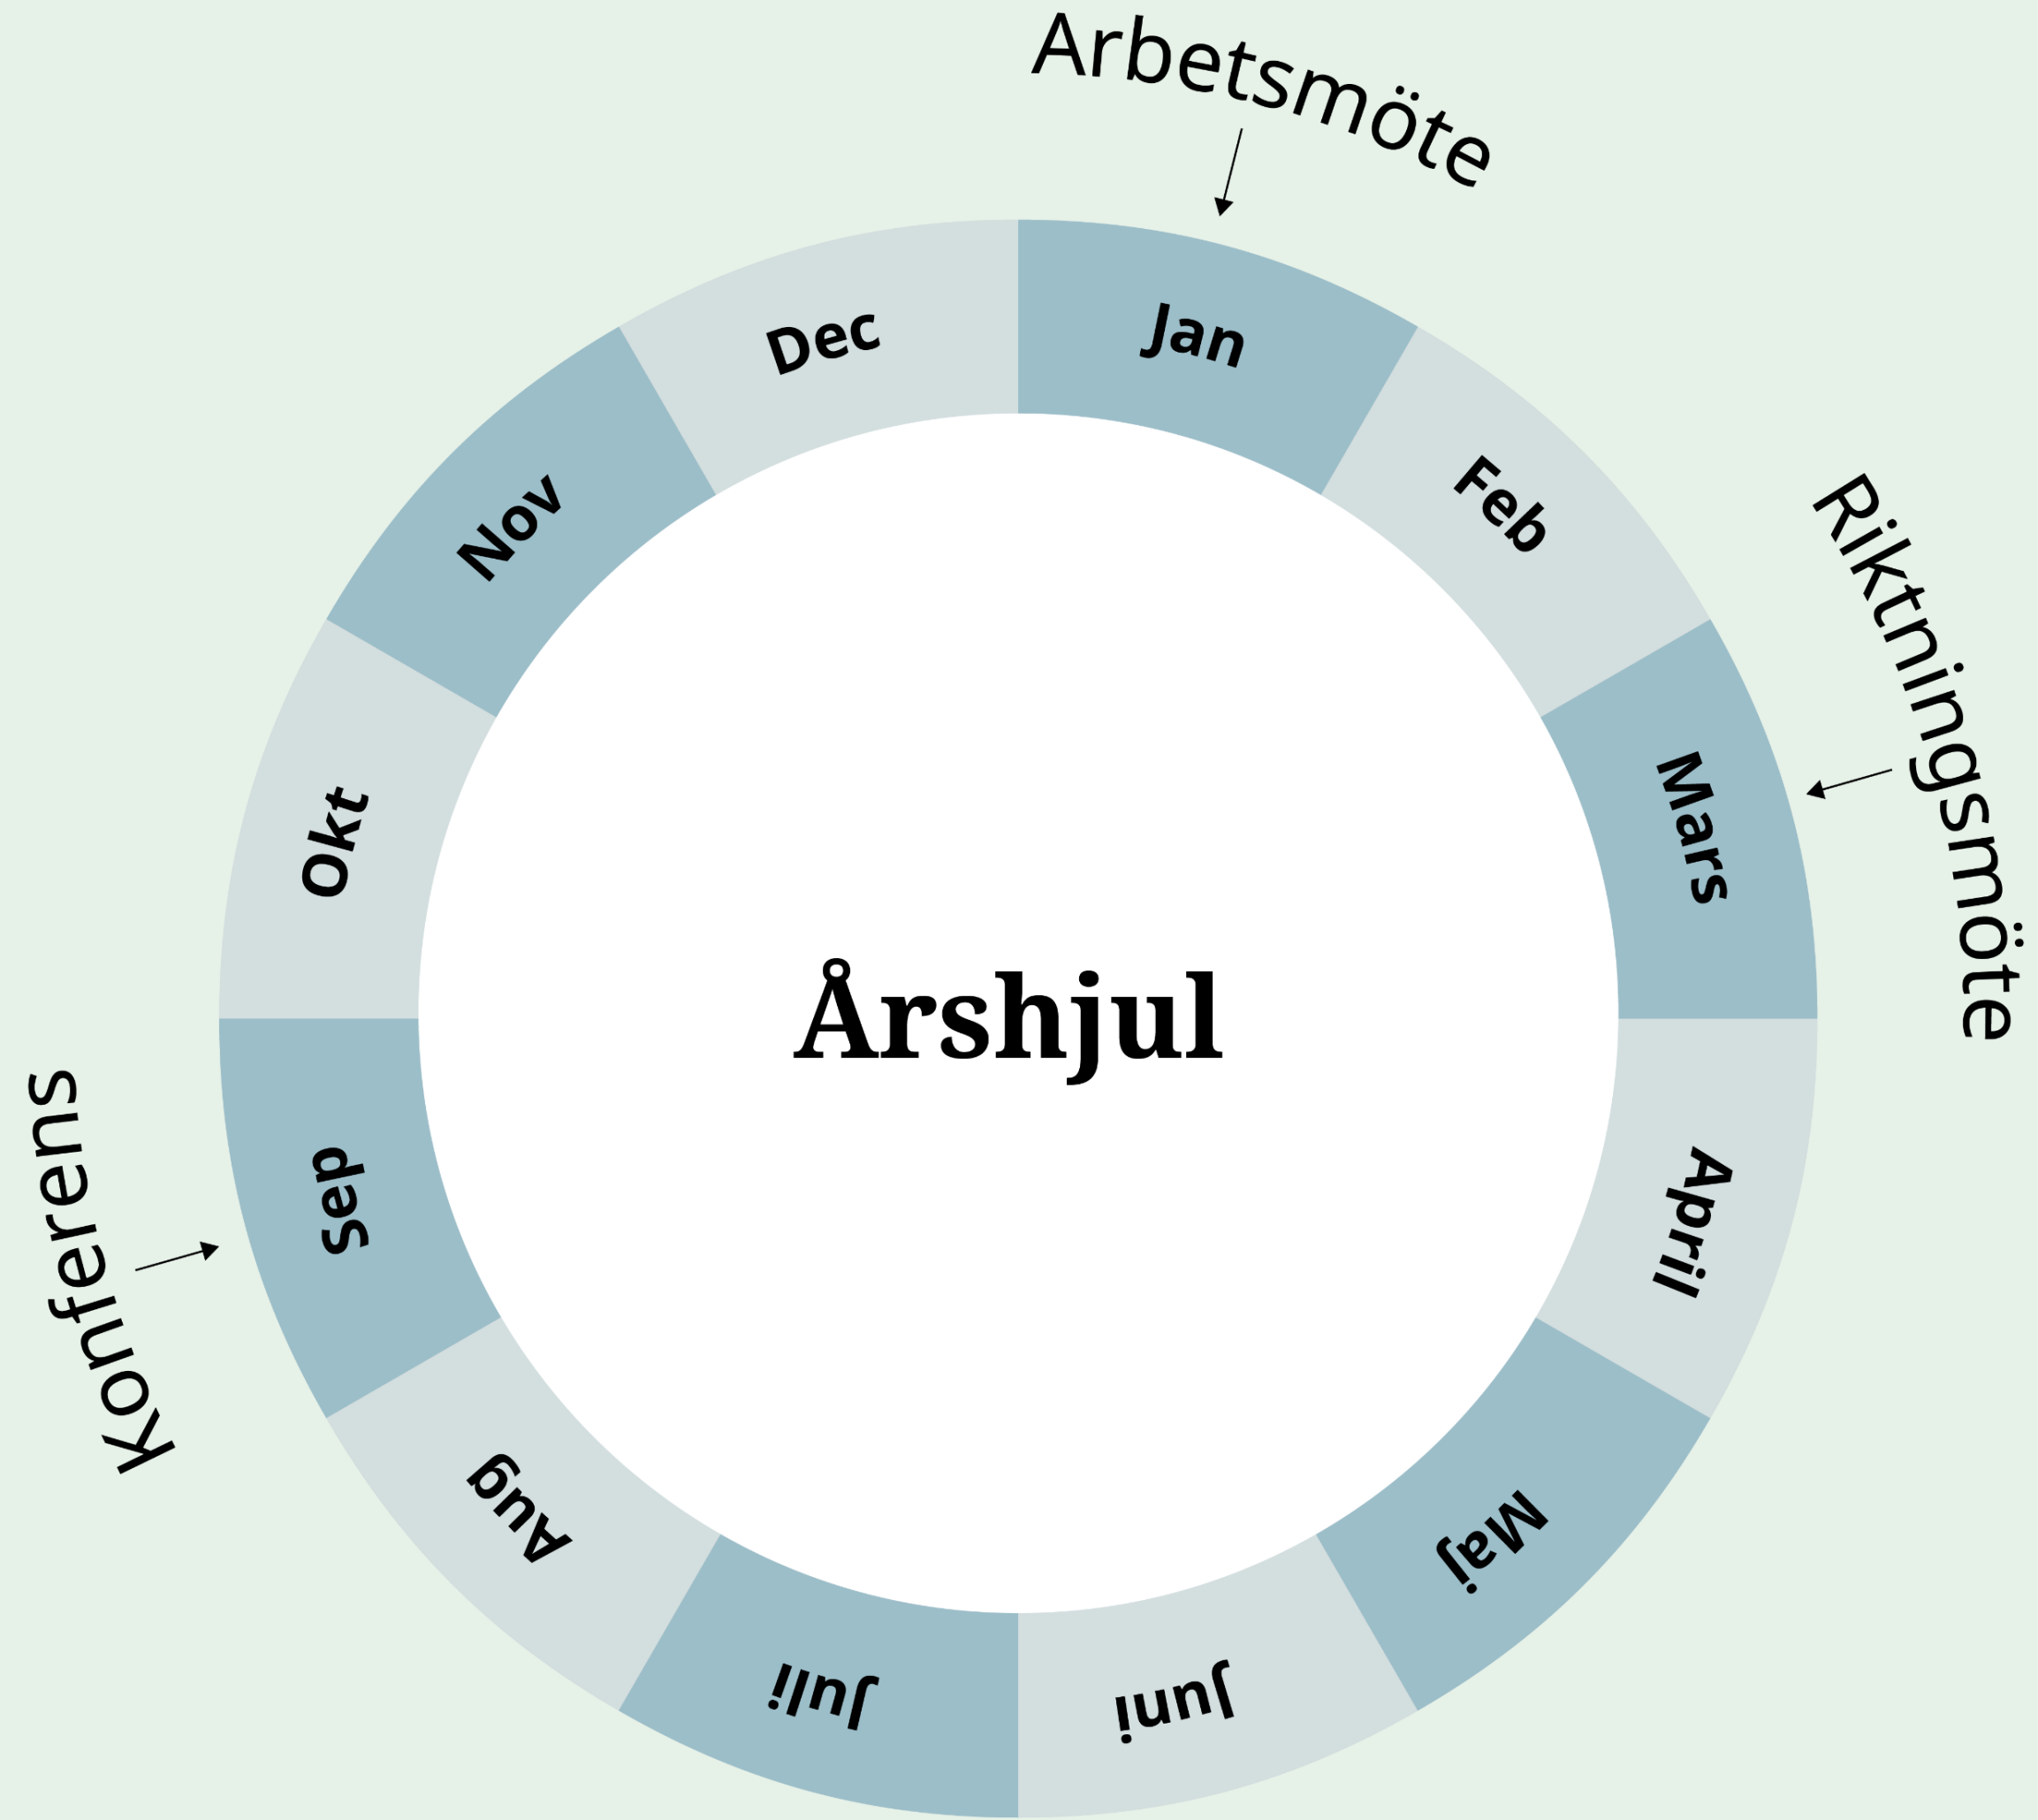 Arbetsmöte
Jan
Feb
Riktningsmöte
Mars
April
Maj
Juni
Juli
Aug
Konferens
Sep
Okt
Nov
Dec
Årshjul